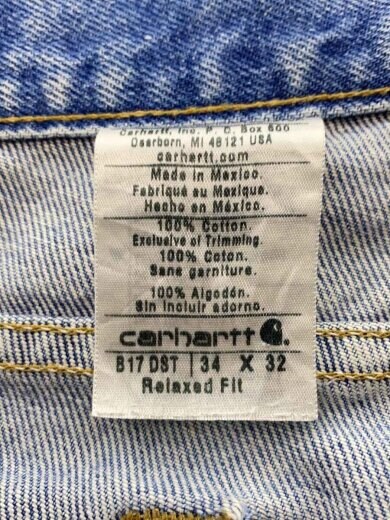 Carhartt, Inc. P. O. Box 600
Dearborn, MI 48121 USA
carhartt.com
Made in Mexico.
Fabriqué au Mexique.
Hecho en México.
100% Cotton.
Exclusive of Trimming.
100% Coton.
Sans garniture.
100% Algodón.
Sin incluir adorno.
carhartt
B17 DST | 34 X 32
Relaxed Fit